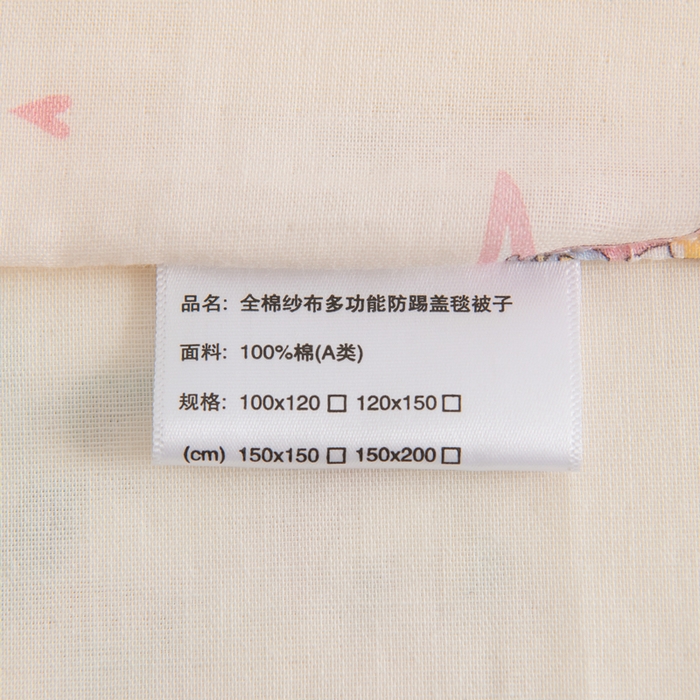 品名: 全棉纱布多功能防踢盖毯被子
面料: 100%棉(A类)
规格: 100x120 □ 120x150 □
(cm) 150x150 □ 150x200 □